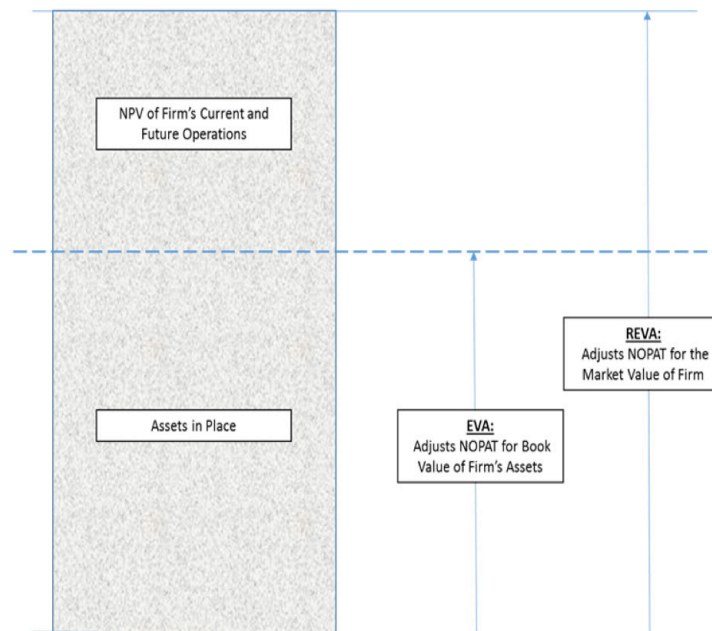 NPV of Firm's Current and
Future Operations
REVA:
Adjusts NOPAT for the
Market Value of Firm
Assets in Place
EVA:
Adjusts NOPAT for Book
Value of Firm's Assets